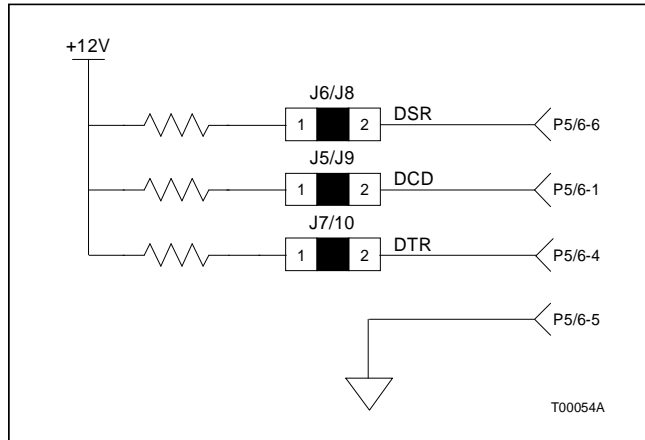 +12V
J6/J8
1 2 DSR P5/6-6
J5/J9
1 2 DCD P5/6-1
J7/10
1 2 DTR P5/6-4
P5/6-5
T00054A